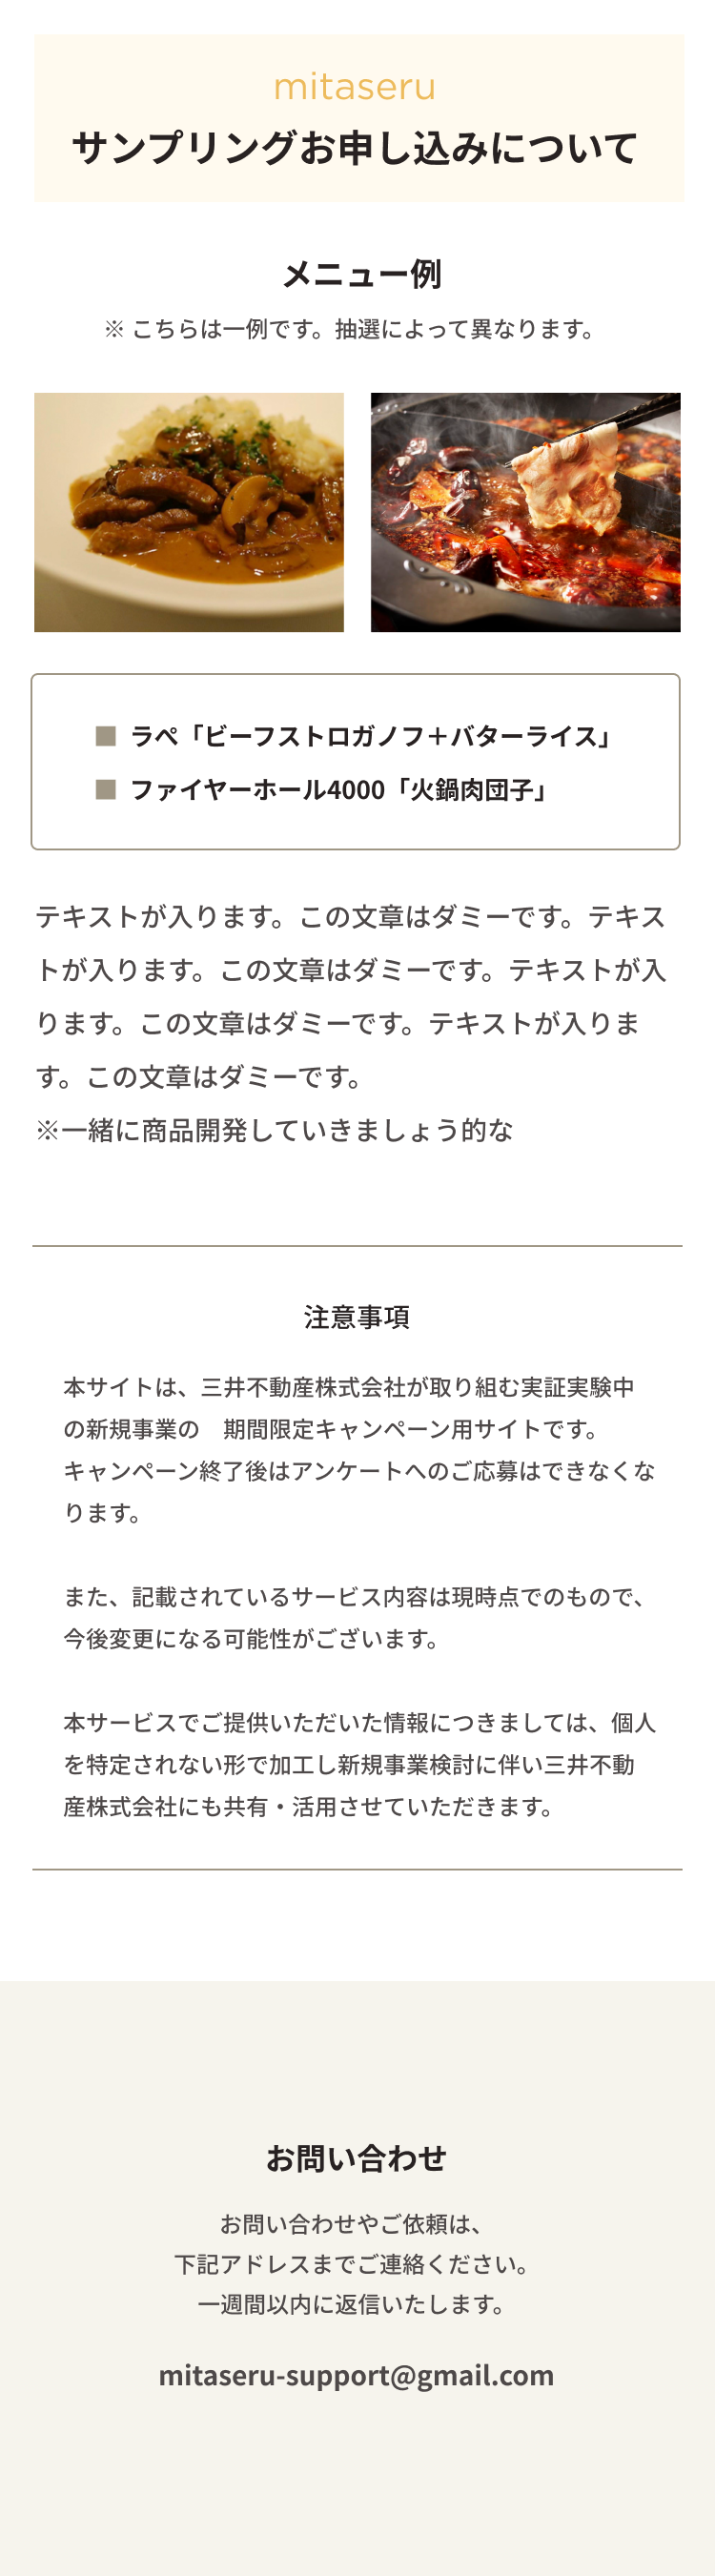 mitaseru
サンプリングお申し込みについて
メニュー例
※ こちらは一例です。抽選によって異なります。
■ ラペ「ビーフストロガノフ＋バターライス」
■ ファイヤーホール4000「火鍋肉団子」
テキストが入ります。この文章はダミーです。テキス
トが入ります。この文章はダミーです。テキストが入
ります。この文章はダミーです。テキストが入りま
す。この文章はダミーです。
※一緒に商品開発していきましょう的な
注意事項
本サイトは、三井不動産株式会社が取り組む実証実験中
の新規事業の　期間限定キャンペーン用サイトです。
キャンペーン終了後はアンケートへのご応募はできなくな
ります。
また、記載されているサービス内容は現時点でのもので、
今後変更になる可能性がございます。
本サービスでご提供いただいた情報につきましては、個人
を特定されない形で加工し新規事業検討に伴い三井不動
産株式会社にも共有・活用させていただきます。
お問い合わせ
お問い合わせやご依頼は、
下記アドレスまでご連絡ください。
一週間以内に返信いたします。
mitaseru-support@gmail.com